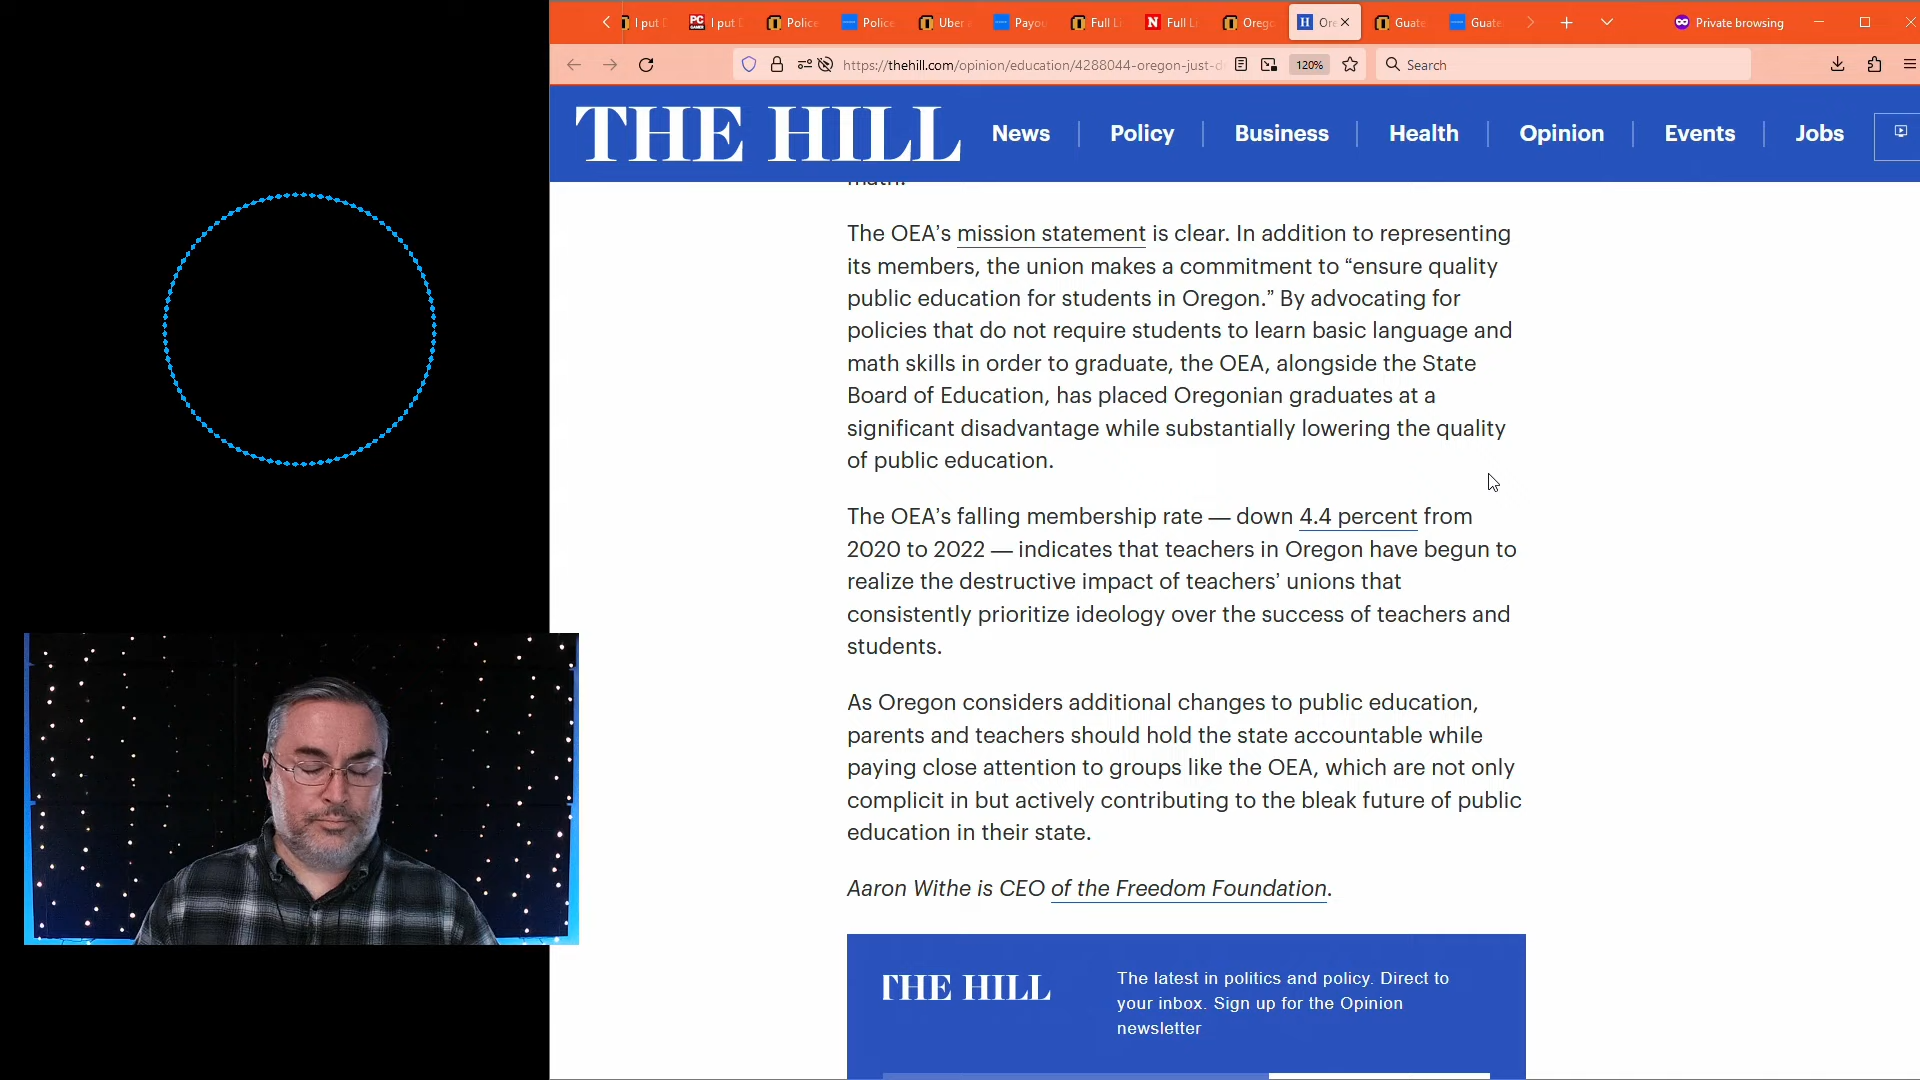 I put D
I put D
Police
Police
Uber
Payou
Full Li
Full Li
Orego
Ore
Guate
Guate
Private browsing
https://thehill.com/opinion/education/4288044-oregon-just-d
120%
Search
THE HILL
News
Policy
Business
Health
Opinion
Events
Jobs
math.
The OEA’s mission statement is clear. In addition to representing
its members, the union makes a commitment to “ensure quality
public education for students in Oregon.” By advocating for
policies that do not require students to learn basic language and
math skills in order to graduate, the OEA, alongside the State
Board of Education, has placed Oregonian graduates at a
significant disadvantage while substantially lowering the quality
of public education.
The OEA’s falling membership rate — down 4.4 percent from
2020 to 2022 — indicates that teachers in Oregon have begun to
realize the destructive impact of teachers’ unions that
consistently prioritize ideology over the success of teachers and
students.
As Oregon considers additional changes to public education,
parents and teachers should hold the state accountable while
paying close attention to groups like the OEA, which are not only
complicit in but actively contributing to the bleak future of public
education in their state.
Aaron Withe is CEO of the Freedom Foundation.
THE HILL
The latest in politics and policy. Direct to
your inbox. Sign up for the Opinion
newsletter